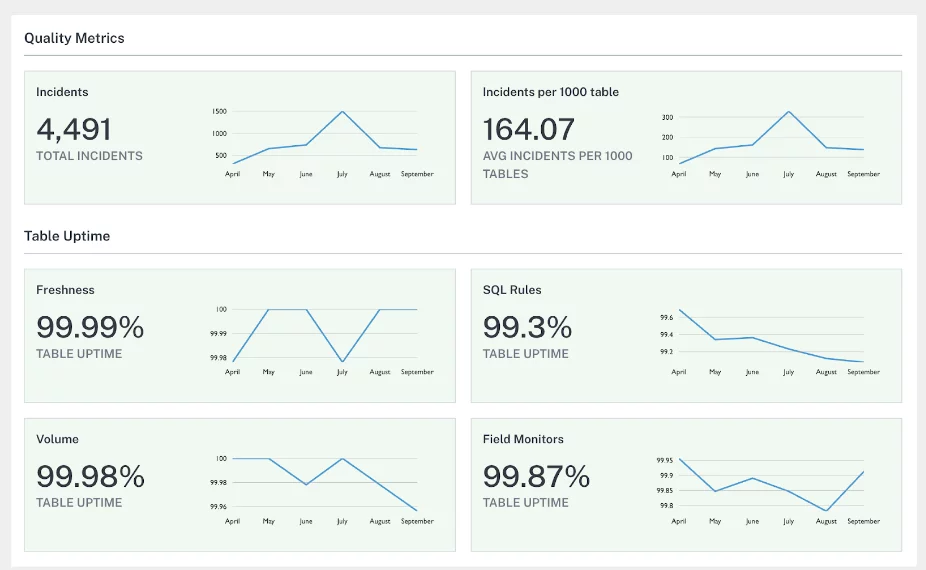 Quality Metrics
Incidents
4,491
TOTAL INCIDENTS
1500
1000
500
April May June July August September
Incidents per 1000 table
164.07
AVG INCIDENTS PER 1000
TABLES
300
200
100
April May June July August September
Table Uptime
Freshness
99.99%
TABLE UPTIME
100
99.99
99.98
April May June July August September
SQL Rules
99.3%
TABLE UPTIME
99.6
99.4
99.2
April May June July August September
Volume
99.98%
TABLE UPTIME
100
99.98
99.96
April May June July August September
Field Monitors
99.87%
TABLE UPTIME
99.95
99.9
99.85
99.8
April May June July August September